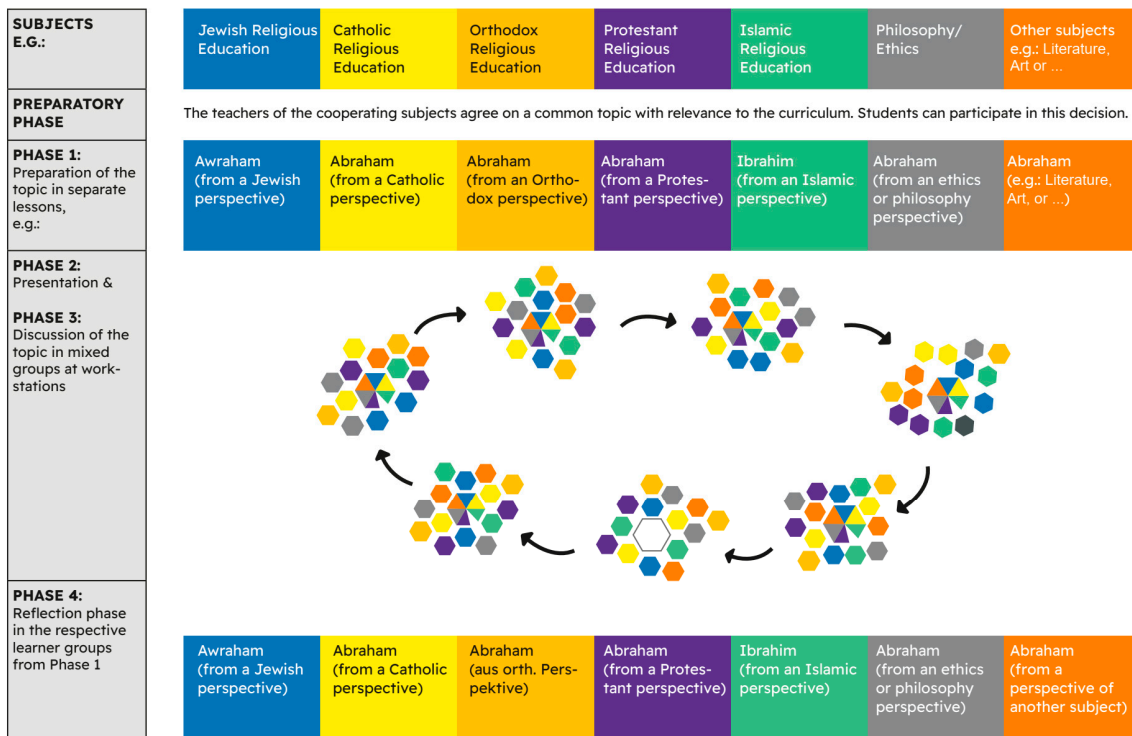 SUBJECTS
E.G.:
Jewish Religious
Education
Catholic
Religious
Education
Orthodox
Religious
Education
Protestant
Religious
Education
Islamic
Religious
Education
Philosophy/
Ethics
Other subjects
e.g.: Literature,
Art or ...
PREPARATORY
PHASE
The teachers of the cooperating subjects agree on a common topic with relevance to the curriculum. Students can participate in this decision.
PHASE 1:
Preparation of the
topic in separate
lessons,
e.g.:
Awraham
(from a Jewish
perspective)
Abraham
(from a Catholic
perspective)
Abraham
(from an Ortho-
dox perspective)
Abraham
(from a Protes-
tant perspective)
Ibrahim
(from an Islamic
perspective)
Abraham
(from an ethics
or philosophy
perspective)
Abraham
(e.g.: Literature,
Art, or ...)
PHASE 2:
Presentation &
PHASE 3:
Discussion of the
topic in mixed
groups at work-
stations
PHASE 4:
Reflection phase
in the respective
learner groups
from Phase 1
Awraham
(from a Jewish
perspective)
Abraham
(from a Catholic
perspective)
Abraham
(aus orth. Pers-
pektive)
Abraham
(from a Protes-
tant perspective)
Ibrahim
(from an Islamic
perspective)
Abraham
(from an ethics
or philosophy
perspective)
Abraham
(from a
perspective of
another subject)